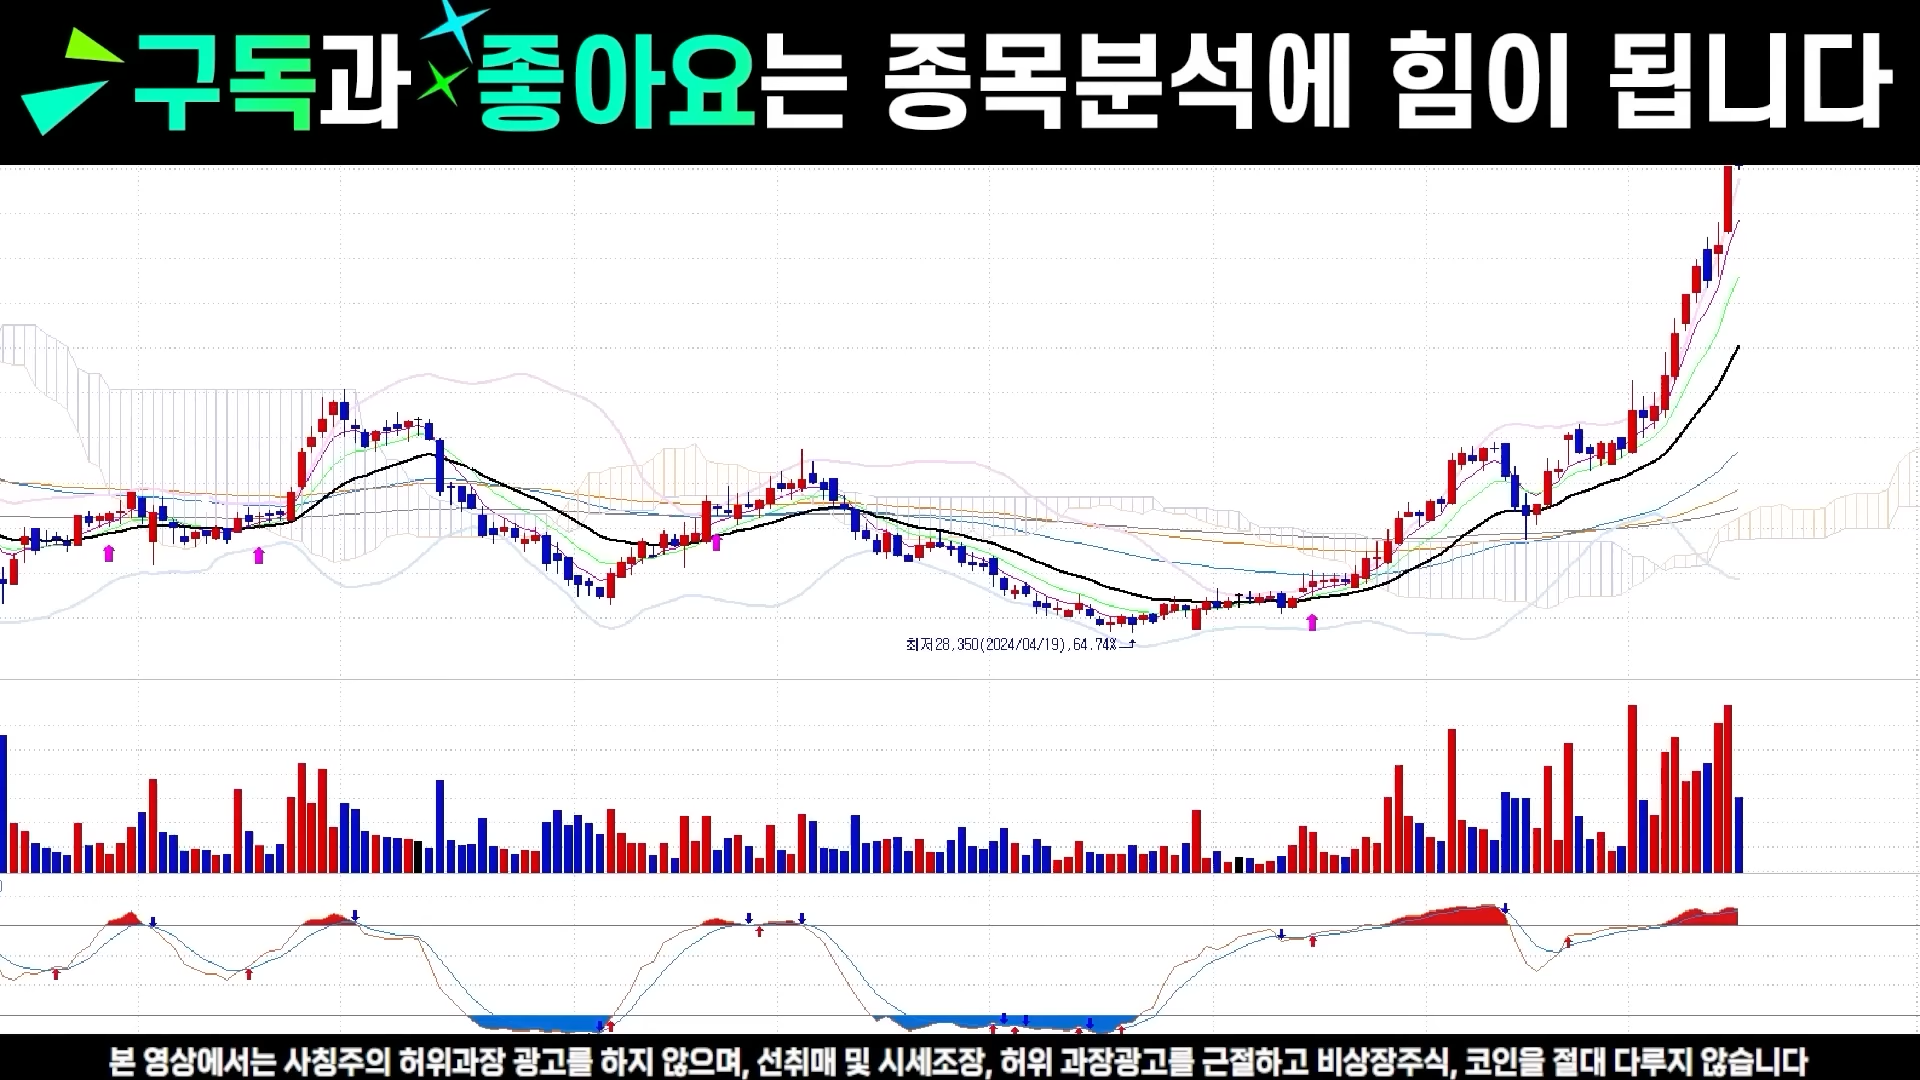 구독과 좋아요는 종목분석에 힘이 됩니다
최저28,350(2024/04/19),64.74%
본 영상에서는 사칭주의 허위과장 광고를 하지 않으며, 선취매 및 시세조장, 허위 과장광고를 근절하고 비상장주식, 코인을 절대 다루지 않습니다